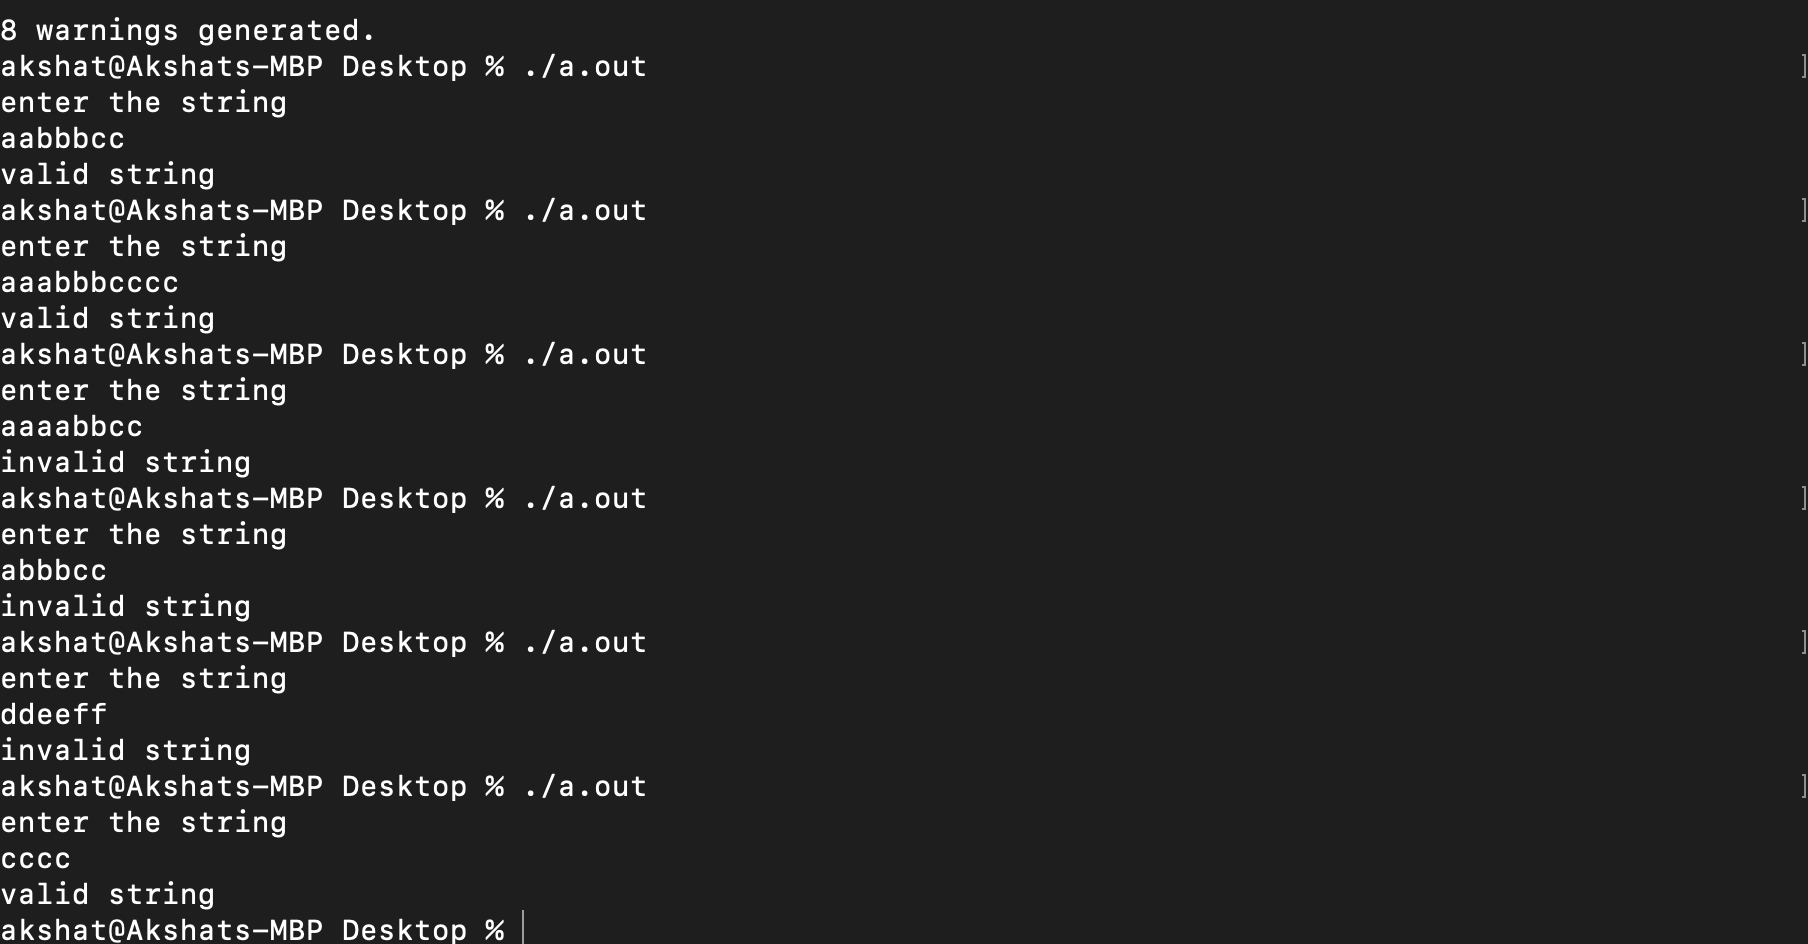 8 warnings generated.
akshat@Akshats-MBP Desktop % ./a.out ]
enter the string
aabbbcc
valid string
akshat@Akshats-MBP Desktop % ./a.out ]
enter the string
aaabbbcccc
valid string
akshat@Akshats-MBP Desktop % ./a.out ]
enter the string
aaaabbcc
invalid string
akshat@Akshats-MBP Desktop % ./a.out ]
enter the string
abbbcc
invalid string
akshat@Akshats-MBP Desktop % ./a.out ]
enter the string
ddeeff
invalid string
akshat@Akshats-MBP Desktop % ./a.out ]
enter the string
cccc
valid string
akshat@Akshats-MBP Desktop %